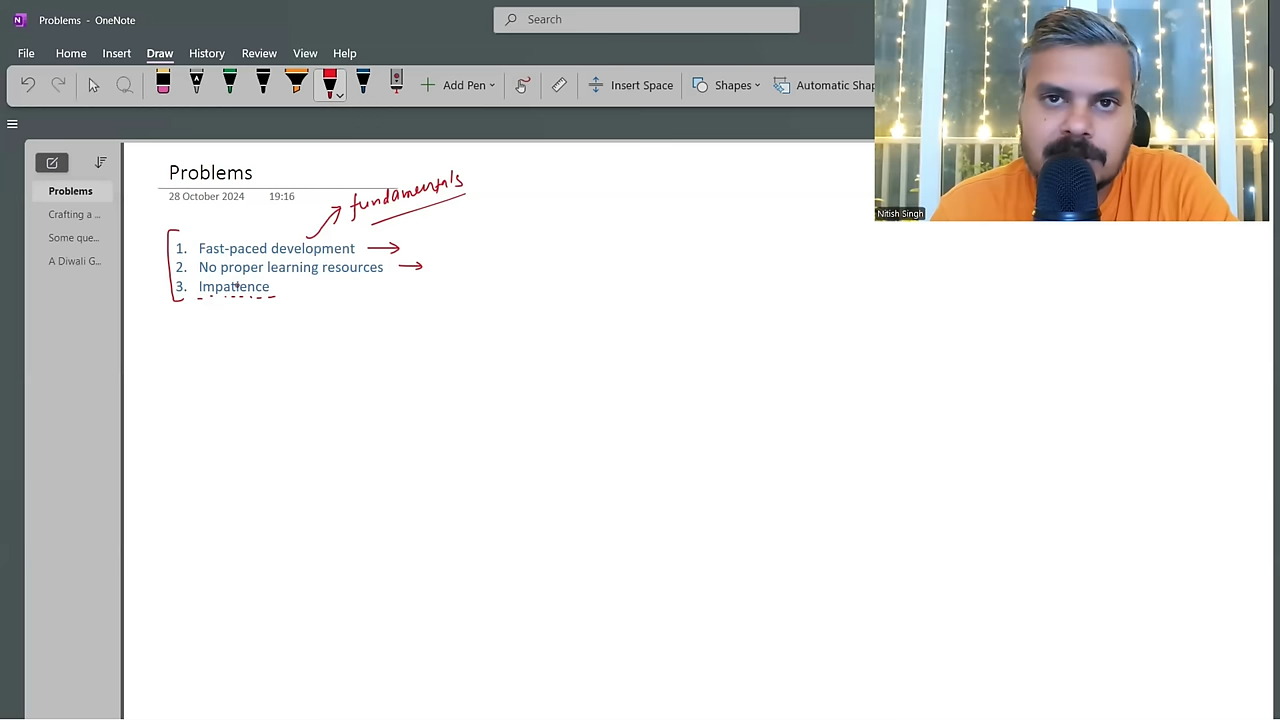 Problems - OneNote
Search
File Home Insert Draw History Review View Help
Add Pen
Insert Space
Shapes
Automatic Shap
Problems
Crafting a ...
Some que...
A Diwali G...
Problems
28 October 2024 19:16
fundamentals
1. Fast-paced development
2. No proper learning resources
3. Impatience
Nitish Singh